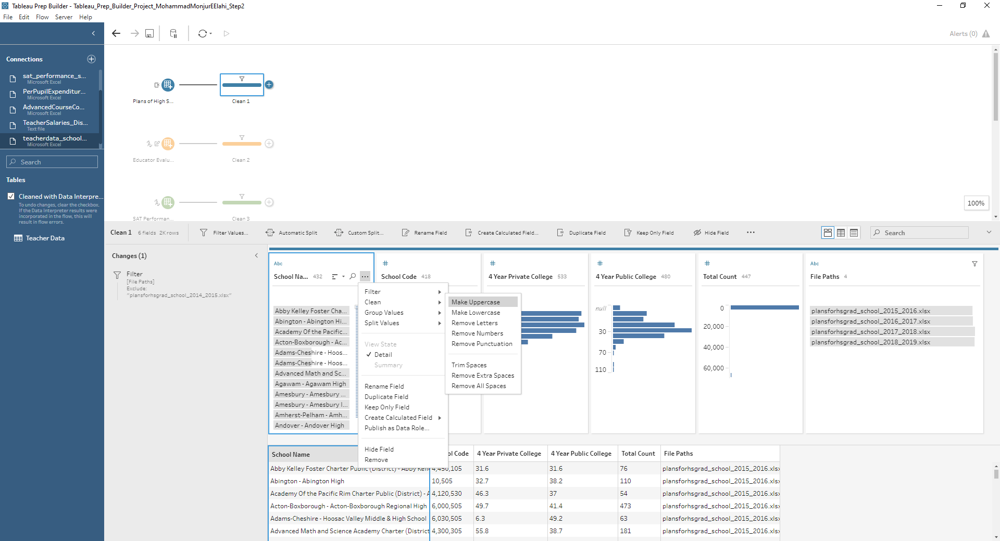 Tableau Prep Builder - Tableau_Prep_Builder_Project_MohammadMonjurEElahi_Step2
File Edit Flow Server Help
Alerts (0)
Connections
sat_performance_s...
Microsoft Excel
PerPupilExpenditur...
Microsoft Excel
AdvancedCourseCo...
Microsoft Excel
TeacherSalaries_Dis...
Text file
teacherdata_school...
Microsoft Excel
Search
Tables
Cleaned with Data Interpre...
To undo changes, clear the checkbox.
If the Data Interpreter results were
incorporated in the flow, this will
result in flow errors.
Teacher Data
Plans of High S...
Clean 1
Educator Evalu...
Clean 2
SAT Performan...
Clean 3
100%
Clean 1 6 fields 2K rows
Filter Values... Automatic Split Custom Split... Rename Field Create Calculated Field... Duplicate Field Keep Only Field Hide Field ...
Search
Changes (1)
Filter
[File Paths]
Exclude:
"plansforhsgrad_school_2014_2015.xlsx"
Abc
School Na... 432
Abby Kelley Foster Cha...
Abington - Abington Hi...
Academy Of the Pacific...
Acton-Boxborough - Ac...
Adams-Cheshire - Hoos...
Adams-Cheshire - Hoos...
Advanced Math and Sc...
Agawam - Agawam High
Amesbury - Amesbury ...
Amesbury - Amesbury I...
Amherst-Pelham - Amh...
Andover - Andover High
#
School Code 418
#
4 Year Private College 533
#
4 Year Public College 480
null
30
70
110
#
Total Count 447
0
20,000
40,000
60,000
Abc
File Paths 4
plansforhsgrad_school_2015_2016.xlsx
plansforhsgrad_school_2016_2017.xlsx
plansforhsgrad_school_2017_2018.xlsx
plansforhsgrad_school_2018_2019.xlsx
Filter
Clean
Group Values
Split Values
View State
Detail
Summary
Rename Field
Duplicate Field
Keep Only Field
Create Calculated Field
Publish as Data Role...
Hide Field
Remove
Make Uppercase
Make Lowercase
Remove Letters
Remove Numbers
Remove Punctuation
Trim Spaces
Remove Extra Spaces
Remove All Spaces
School Name Code 4 Year Private College 4 Year Public College Total Count File Paths
Abby Kelley Foster Charter Public (District) - Abby 4,450,105 31.6 31.6 76 plansforhsgrad_school_2015_2016.xlsx
Abington - Abington High 10,505 32.7 38.2 110 plansforhsgrad_school_2015_2016.xlsx
Academy Of the Pacific Rim Charter Public (District) - 4,120,530 46.3 37 54 plansforhsgrad_school_2015_2016.xlsx
Acton-Boxborough - Acton-Boxborough Regional High 6,000,505 49.7 41.4 473 plansforhsgrad_school_2015_2016.xlsx
Adams-Cheshire - Hoosac Valley Middle & High School 6,030,505 6.3 49.2 63 plansforhsgrad_school_2015_2016.xlsx
Advanced Math and Science Academy Charter (District 4,300,305 55.8 38.7 181 plansforhsgrad_school_2015_2016.xlsx